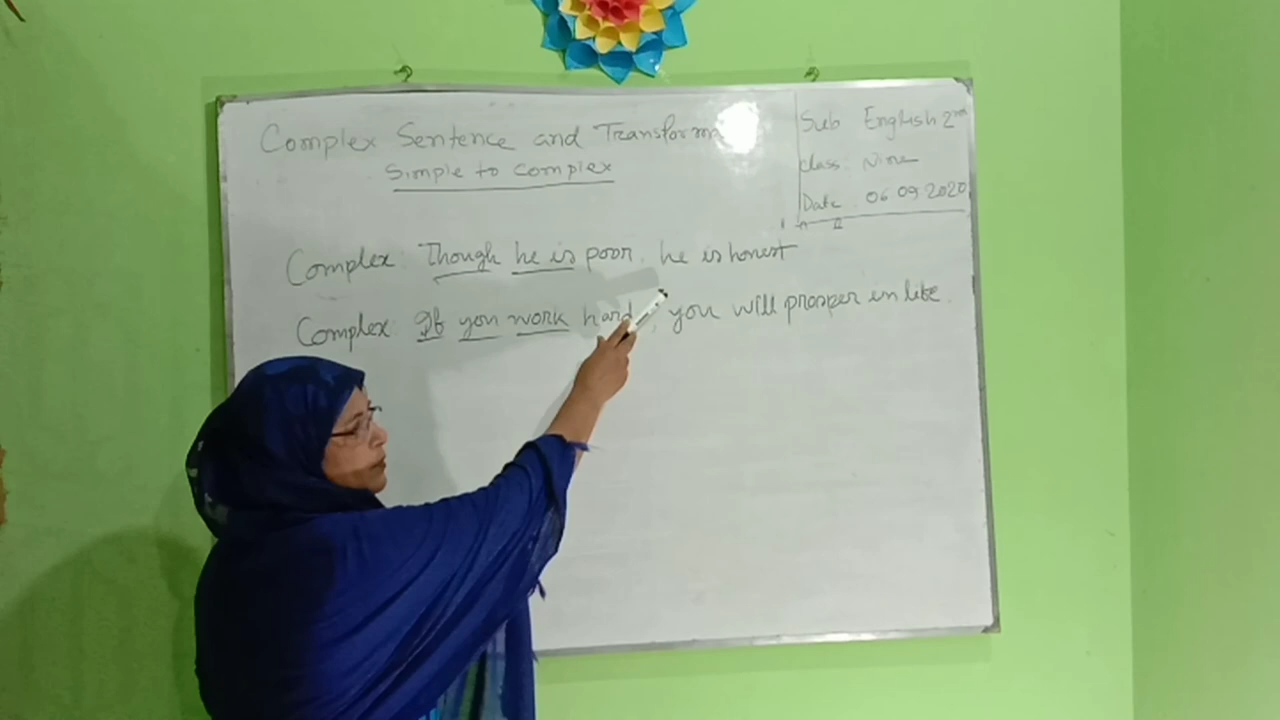 Complex Sentence and Transform
Simple to complex
Sub English 2nd
Class: Nine
Date: 06 09 2020
Complex: Though he is poor, he is honest
Complex: If you work hard, you will prosper in life.